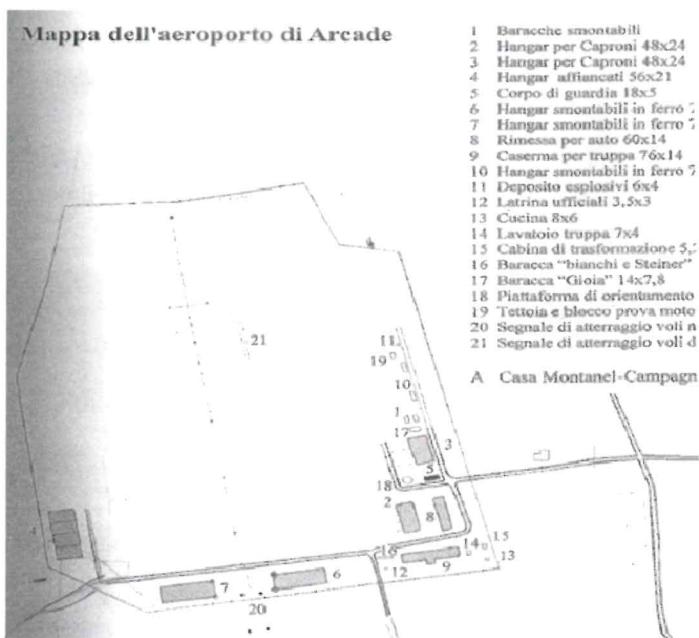 Mappa dell'aeroporto di Arcade
1 Baracche smontabili
2 Hangar per Caproni 48x24
3 Hangar per Caproni 48x24
4 Hangar affiancati 56x21
5 Corpo di guardia 18x5
6 Hangar smontabili in ferro
7 Hangar smontabili in ferro
8 Rimessa per auto 60x14
9 Caserma per truppa 76x14
10 Hangar smontabili in ferro
11 Deposito esplosivi 6x4
12 Latrina ufficiali 3,5x3
13 Cucina 8x6
14 Lavatoio truppa 7x4
15 Cabina di trasformazione 5,
16 Baracca "bianchi e Steiner"
17 Baracca "Gioia" 14x7,8
18 Piattaforma di orientamento
19 Tettoia e blocco prova moto
20 Segnale di atterraggio voli n
21 Segnale di atterraggio voli d
A Casa Montanel-Campagn
21
11
19
10
1
17
3
5
18
2
8
16
14
15
12
9
13
7
6
20